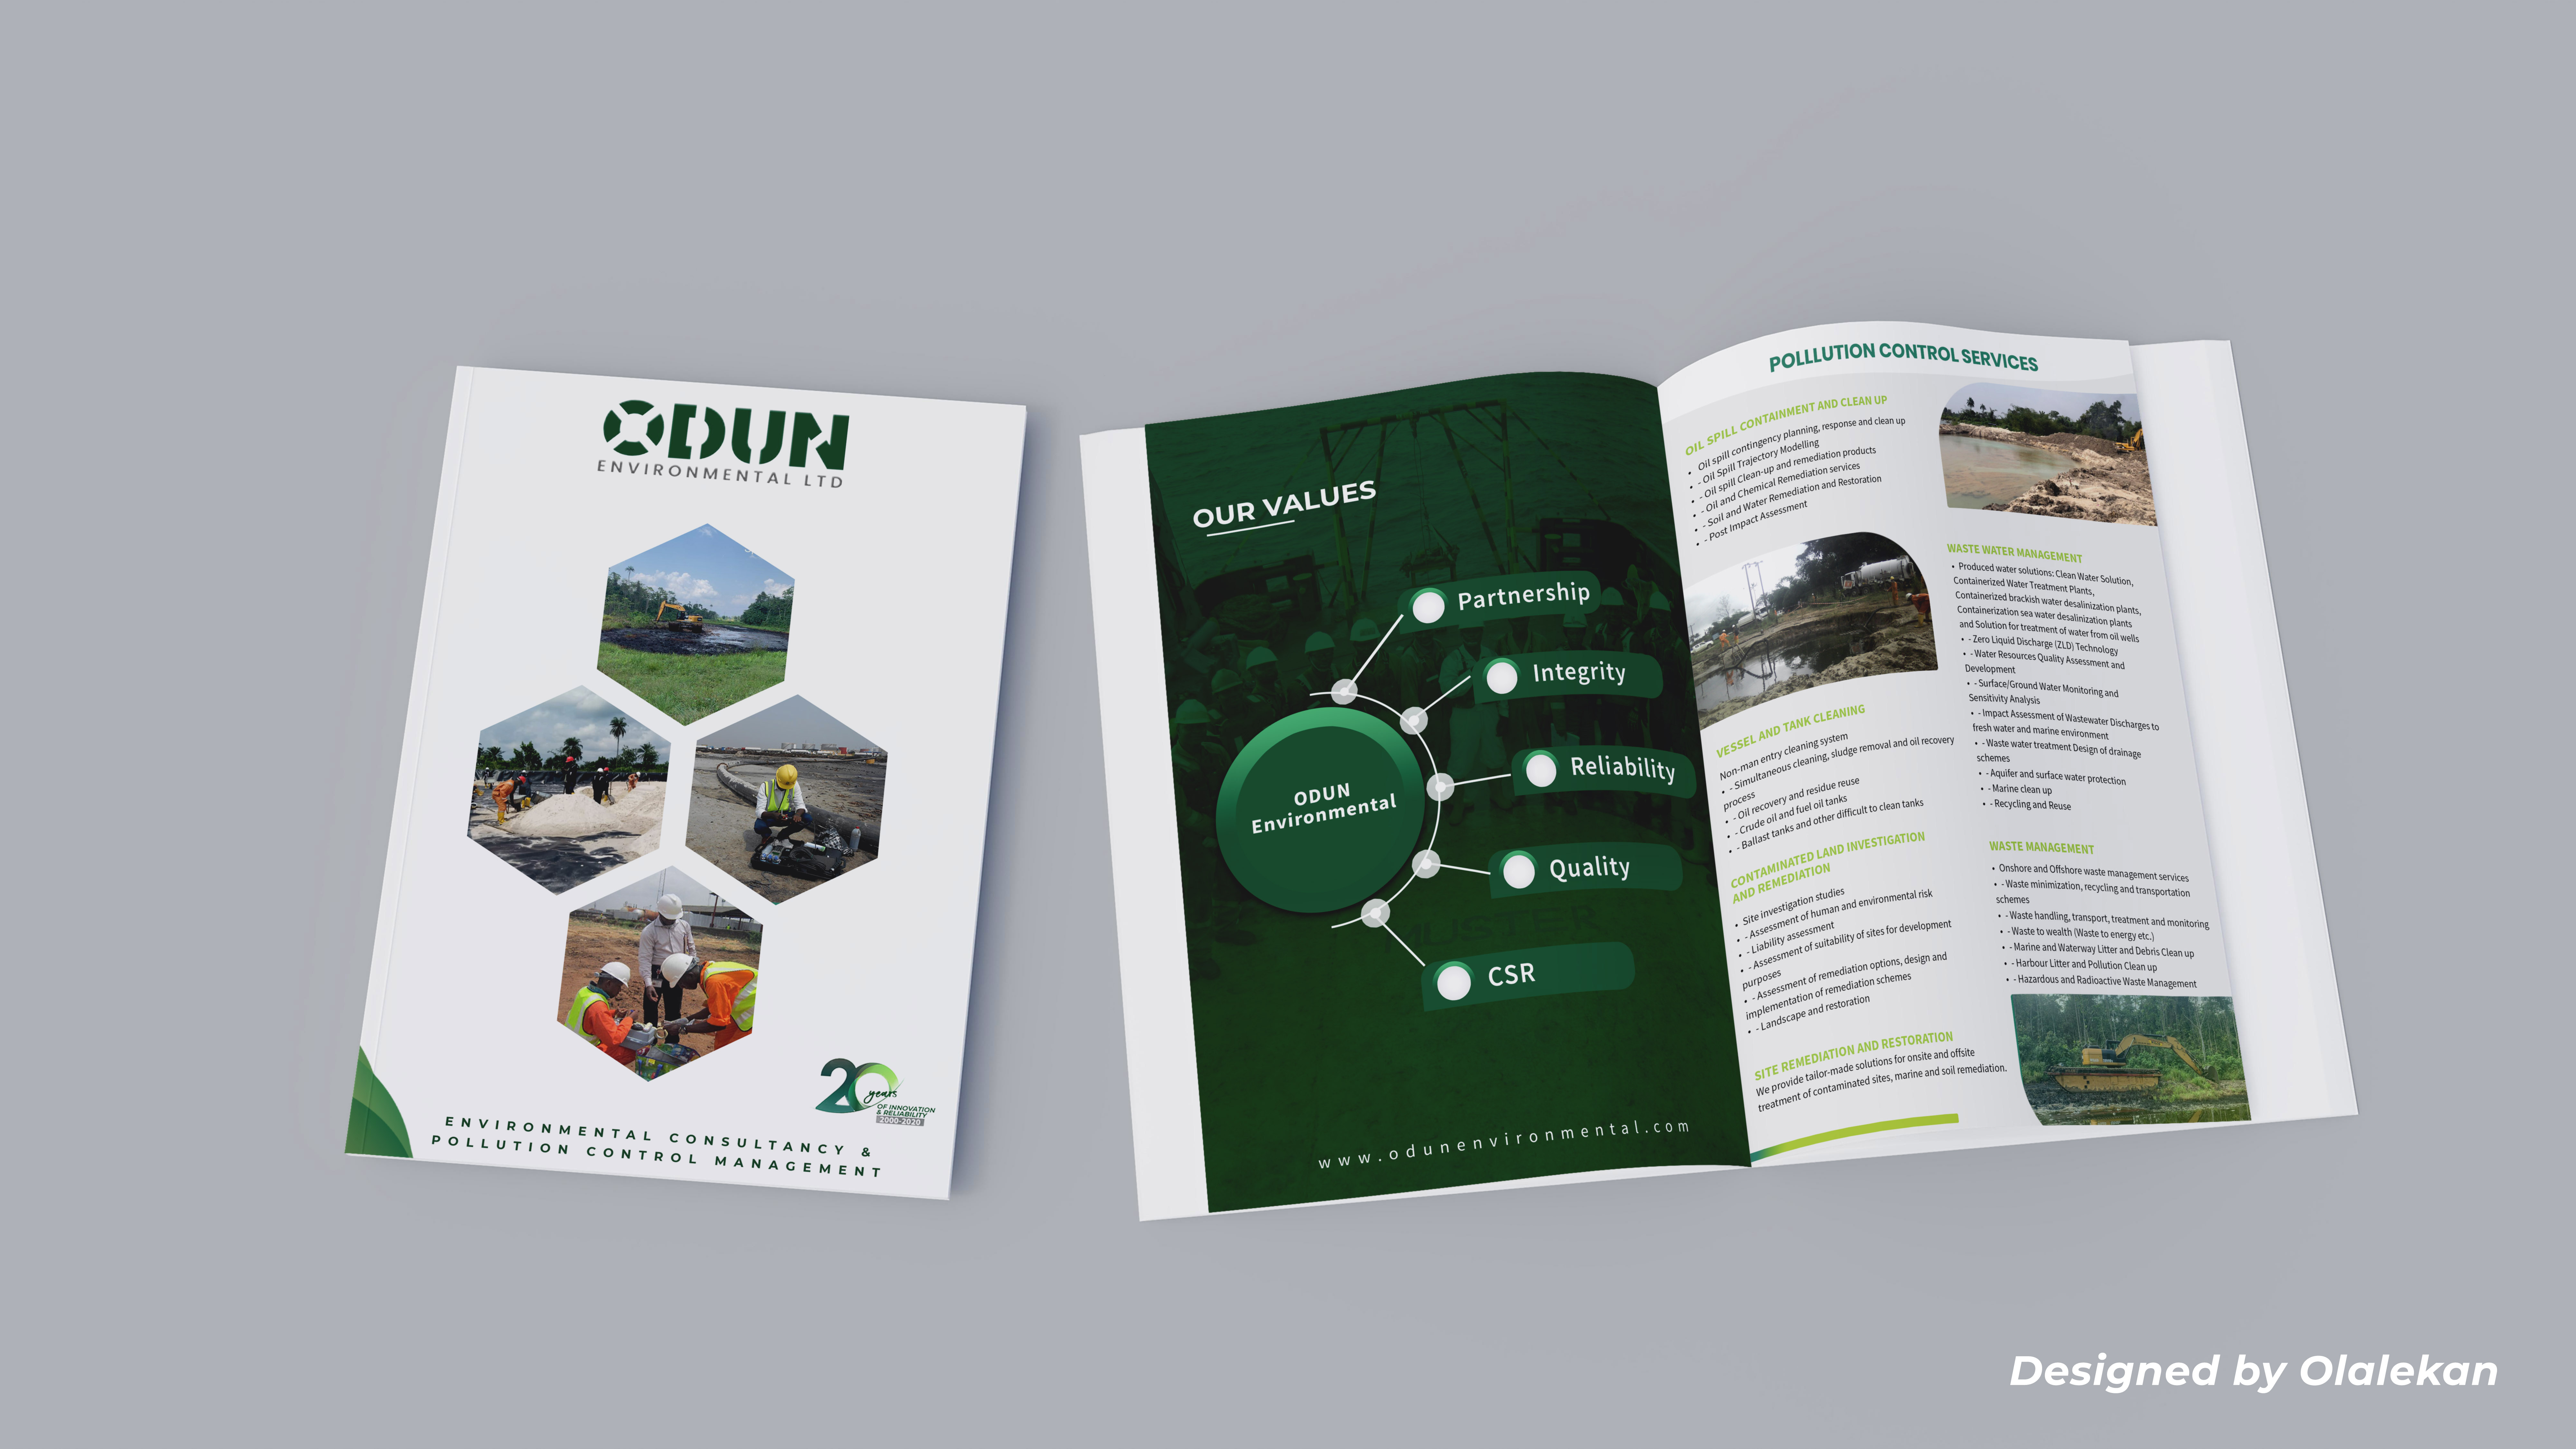 ODUN
ENVIRONMENTAL LTD
20
years
OF INNOVATION
& RELIABILITY
2000-2020
ENVIRONMENTAL CONSULTANCY &
POLLUTION CONTROL MANAGEMENT
OUR VALUES
Partnership
Integrity
Reliability
Quality
CSR
ODUN
Environmental
MUSTER
www.odunenvironmental.com
POLLLUTION CONTROL SERVICES
OIL SPILL CONTAINMENT AND CLEAN UP
• Oil spill contingency planning, response and clean up
• - Oil Spill Trajectory Modelling
• - Oil spill Clean-up and remediation products
• - Oil and Chemical Remediation services
• - Soil and Water Remediation and Restoration
• - Post Impact Assessment
VESSEL AND TANK CLEANING
Non-man entry cleaning system
• - Simultaneous cleaning, sludge removal and oil recovery
process
• - Oil recovery and residue reuse
• - Crude oil and fuel oil tanks
• - Ballast tanks and other difficult to clean tanks
CONTAMINATED LAND INVESTIGATION
AND REMEDIATION
• Site investigation studies
• - Assessment of human and environmental risk
• - Liability assessment
• - Assessment of suitability of sites for development
purposes
• - Assessment of remediation options, design and
implementation of remediation schemes
• - Landscape and restoration
SITE REMEDIATION AND RESTORATION
We provide tailor-made solutions for onsite and offsite
treatment of contaminated sites, marine and soil remediation.
WASTE WATER MANAGEMENT
• Produced water solutions: Clean Water Solution,
Containerized Water Treatment Plants,
Containerized brackish water desalinization plants,
Containerization sea water desalinization plants
and Solution for treatment of water from oil wells
• - Zero Liquid Discharge (ZLD) Technology
• - Water Resources Quality Assessment and
Development
• - Surface/Ground Water Monitoring and
Sensitivity Analysis
• - Impact Assessment of Wastewater Discharges to
fresh water and marine environment
• - Waste water treatment Design of drainage
schemes
• - Aquifer and surface water protection
• - Marine clean up
• - Recycling and Reuse
WASTE MANAGEMENT
• Onshore and Offshore waste management services
• - Waste minimization, recycling and transportation
schemes
• - Waste handling, transport, treatment and monitoring
• - Waste to wealth (Waste to energy etc.)
• - Marine and Waterway Litter and Debris Clean up
• - Harbour Litter and Pollution Clean up
• - Hazardous and Radioactive Waste Management
Designed by Olalekan